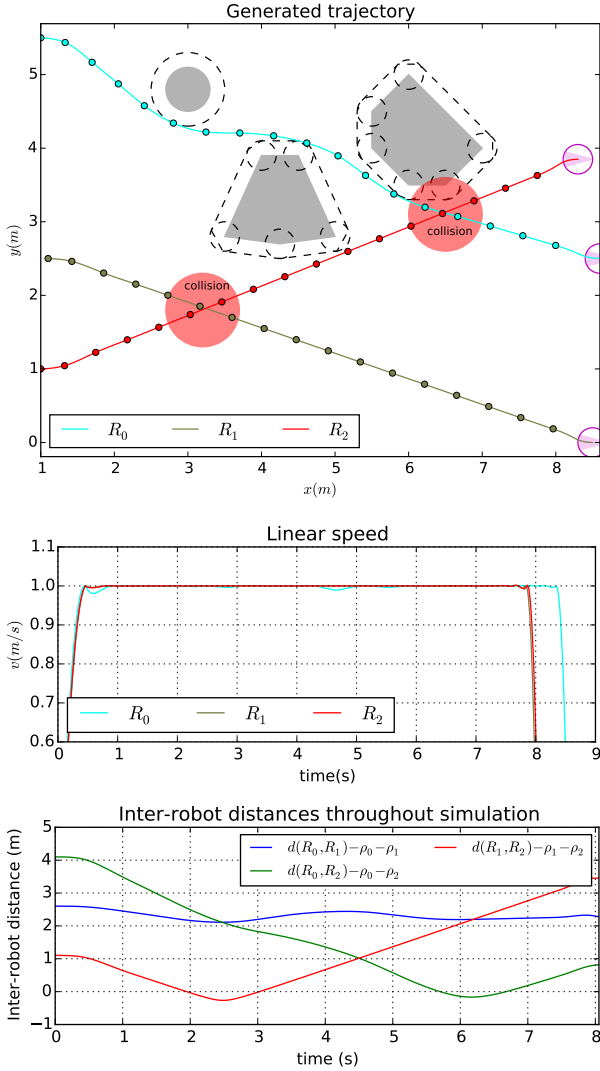 Generated trajectory
5
4
3
2
1
0
y(m)
collision
collision
R0 R1 R2
1 2 3 4 5 6 7 8
x(m)
Linear speed
1.1
1.0
0.9
0.8
0.7
0.6
v(m/s)
R0 R1 R2
0 1 2 3 4 5 6 7 8 9
time(s)
Inter-robot distances throughout simulation
5
4
3
2
1
0
−1
Inter-robot distance (m)
d(R0,R1)−ρ0−ρ1 d(R1,R2)−ρ1−ρ2
d(R0,R2)−ρ0−ρ2
0 1 2 3 4 5 6 7 8
time (s)